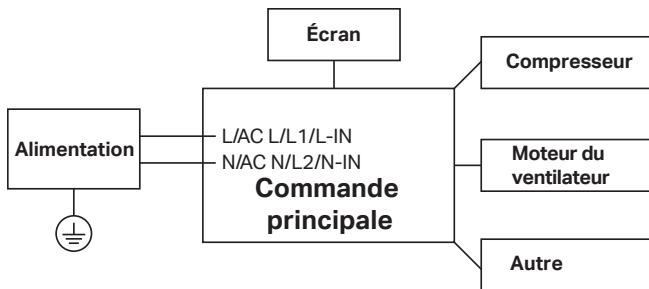 Écran
Compresseur
L/AC L/L1/L-IN
Alimentation
N/AC N/L2/N-IN
Commande
principale
Moteur du
ventilateur
Autre